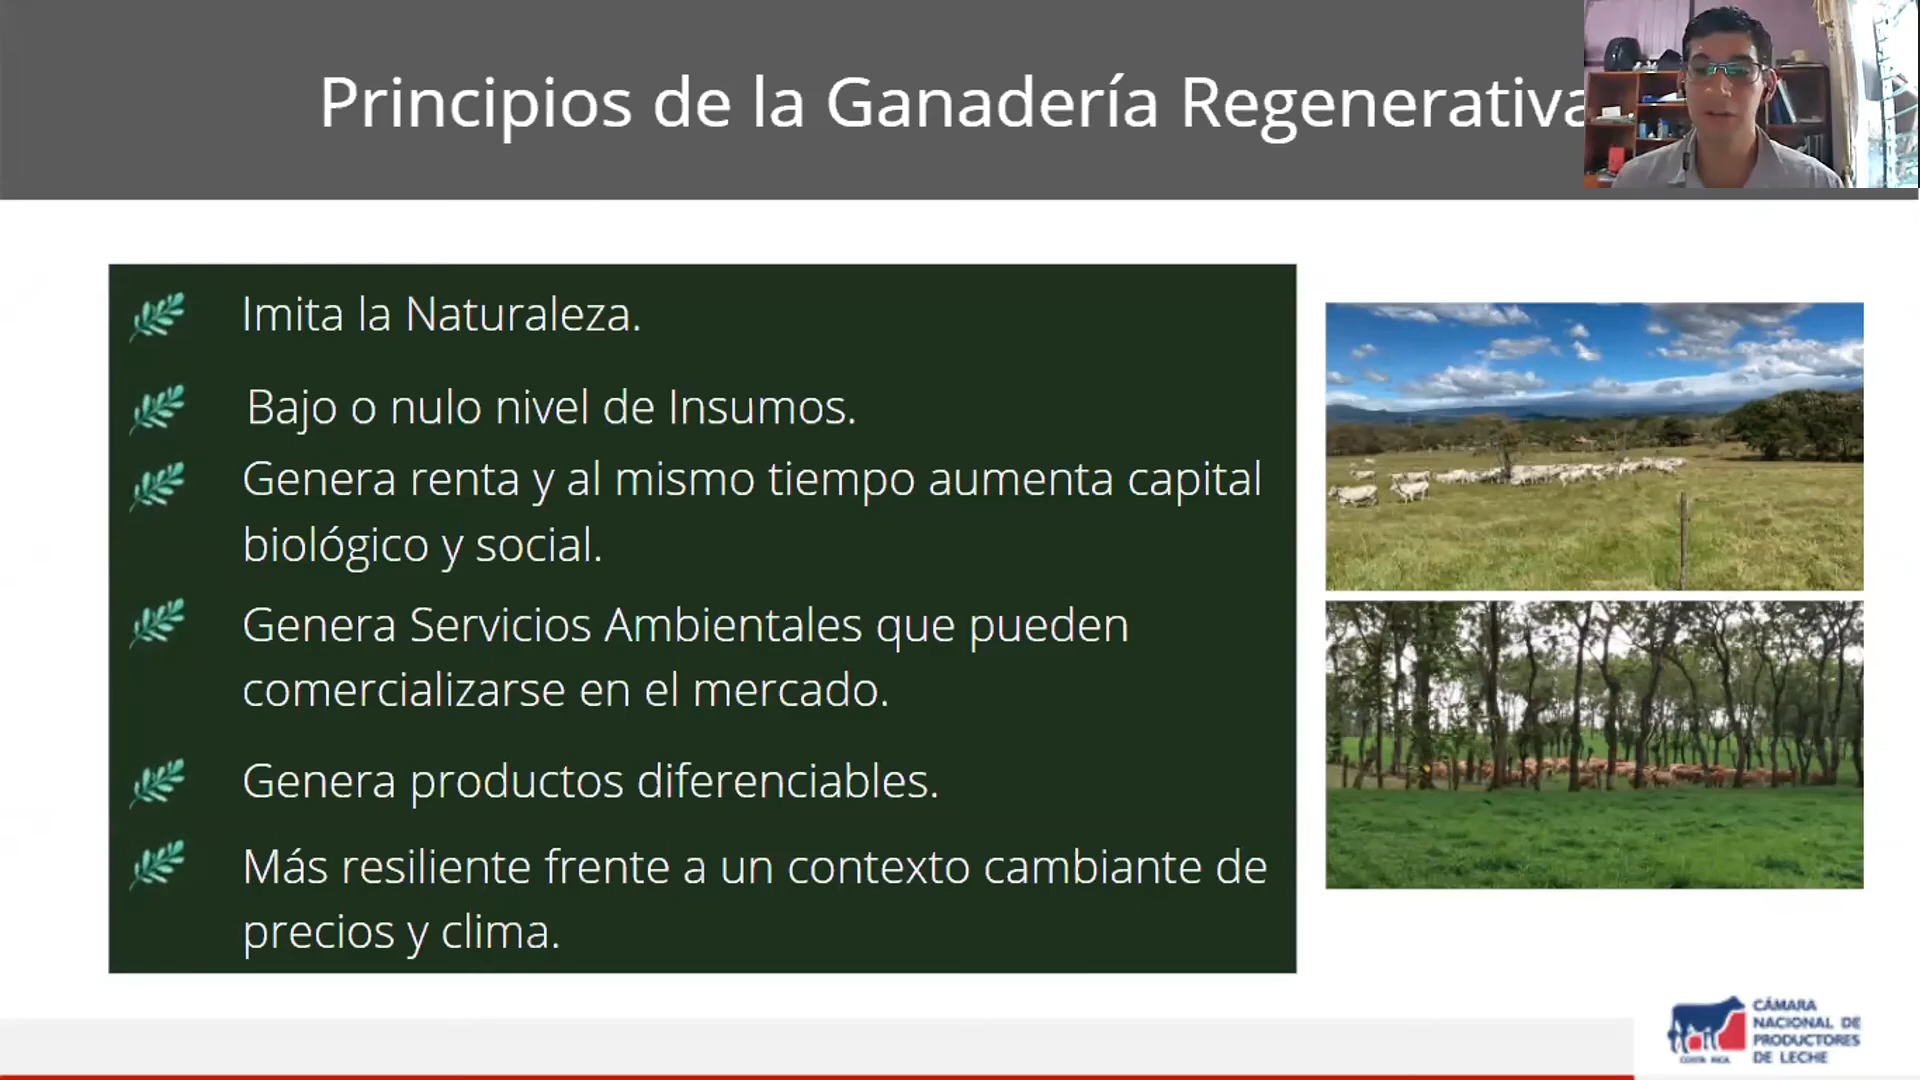 Principios de la Ganadería Regenerativa
Imita la Naturaleza.
Bajo o nulo nivel de Insumos.
Genera renta y al mismo tiempo aumenta capital
biológico y social.
Genera Servicios Ambientales que pueden
comercializarse en el mercado.
Genera productos diferenciables.
Más resiliente frente a un contexto cambiante de
precios y clima.
CÁMARA
NACIONAL DE
PRODUCTORES
DE LECHE
COSTA RICA